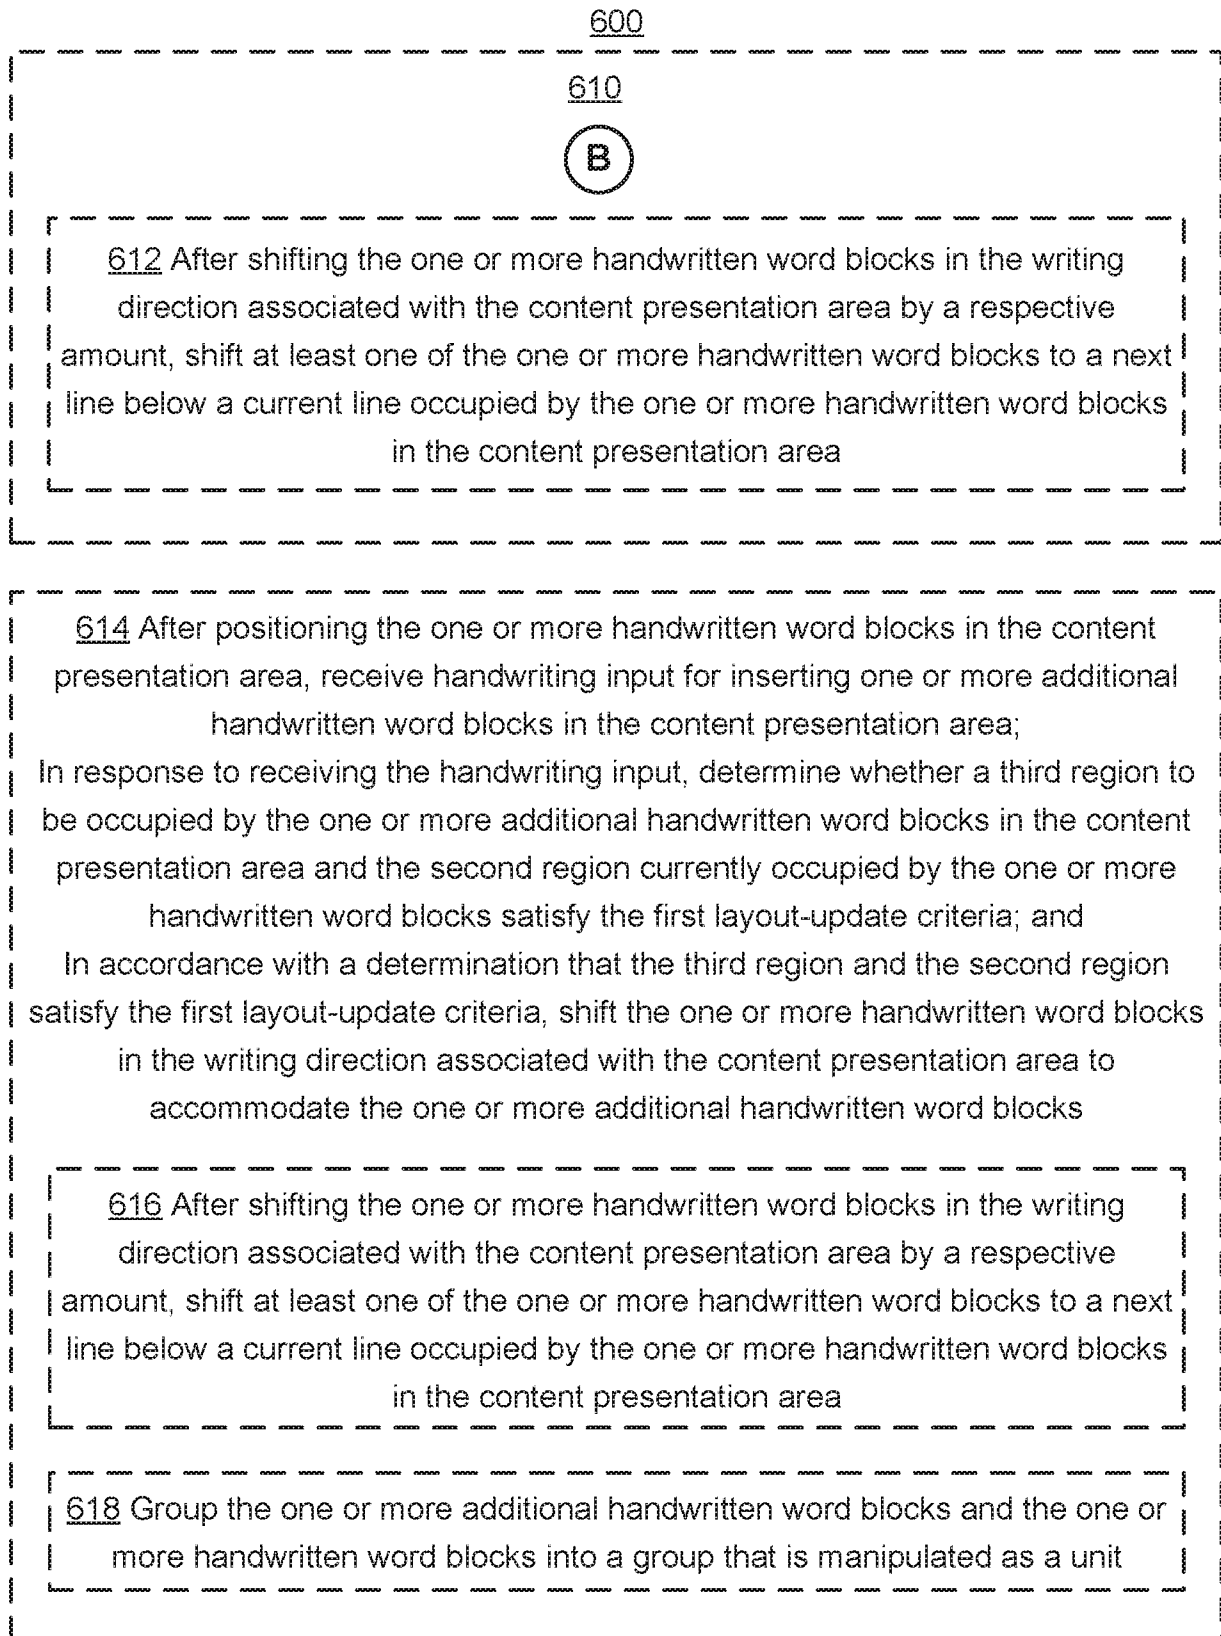 600
610
B
612 After shifting the one or more handwritten word blocks in the writing
direction associated with the content presentation area by a respective
amount, shift at least one of the one or more handwritten word blocks to a next
line below a current line occupied by the one or more handwritten word blocks
in the content presentation area
614 After positioning the one or more handwritten word blocks in the content
presentation area, receive handwriting input for inserting one or more additional
handwritten word blocks in the content presentation area;
In response to receiving the handwriting input, determine whether a third region to
be occupied by the one or more additional handwritten word blocks in the content
presentation area and the second region currently occupied by the one or more
handwritten word blocks satisfy the first layout-update criteria; and
In accordance with a determination that the third region and the second region
satisfy the first layout-update criteria, shift the one or more handwritten word blocks
in the writing direction associated with the content presentation area to
accommodate the one or more additional handwritten word blocks
616 After shifting the one or more handwritten word blocks in the writing
direction associated with the content presentation area by a respective
amount, shift at least one of the one or more handwritten word blocks to a next
line below a current line occupied by the one or more handwritten word blocks
in the content presentation area
618 Group the one or more additional handwritten word blocks and the one or
more handwritten word blocks into a group that is manipulated as a unit